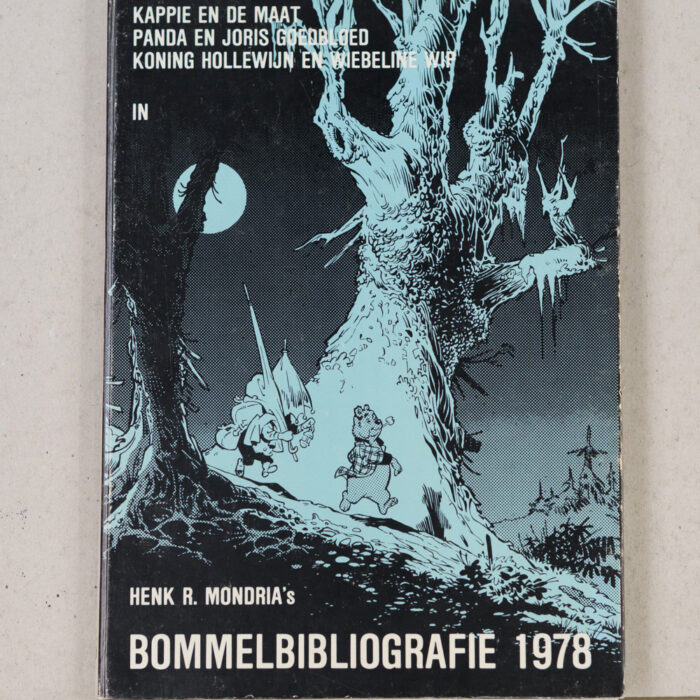 KAPPIE EN DE MAAT
PANDA EN JORIS GOEDBLOED
KONING HOLLEWIJN EN WIEBELINE WIP
IN
HENK R. MONDRIA's
BOMMELBIBLIOGRAFIE 1978